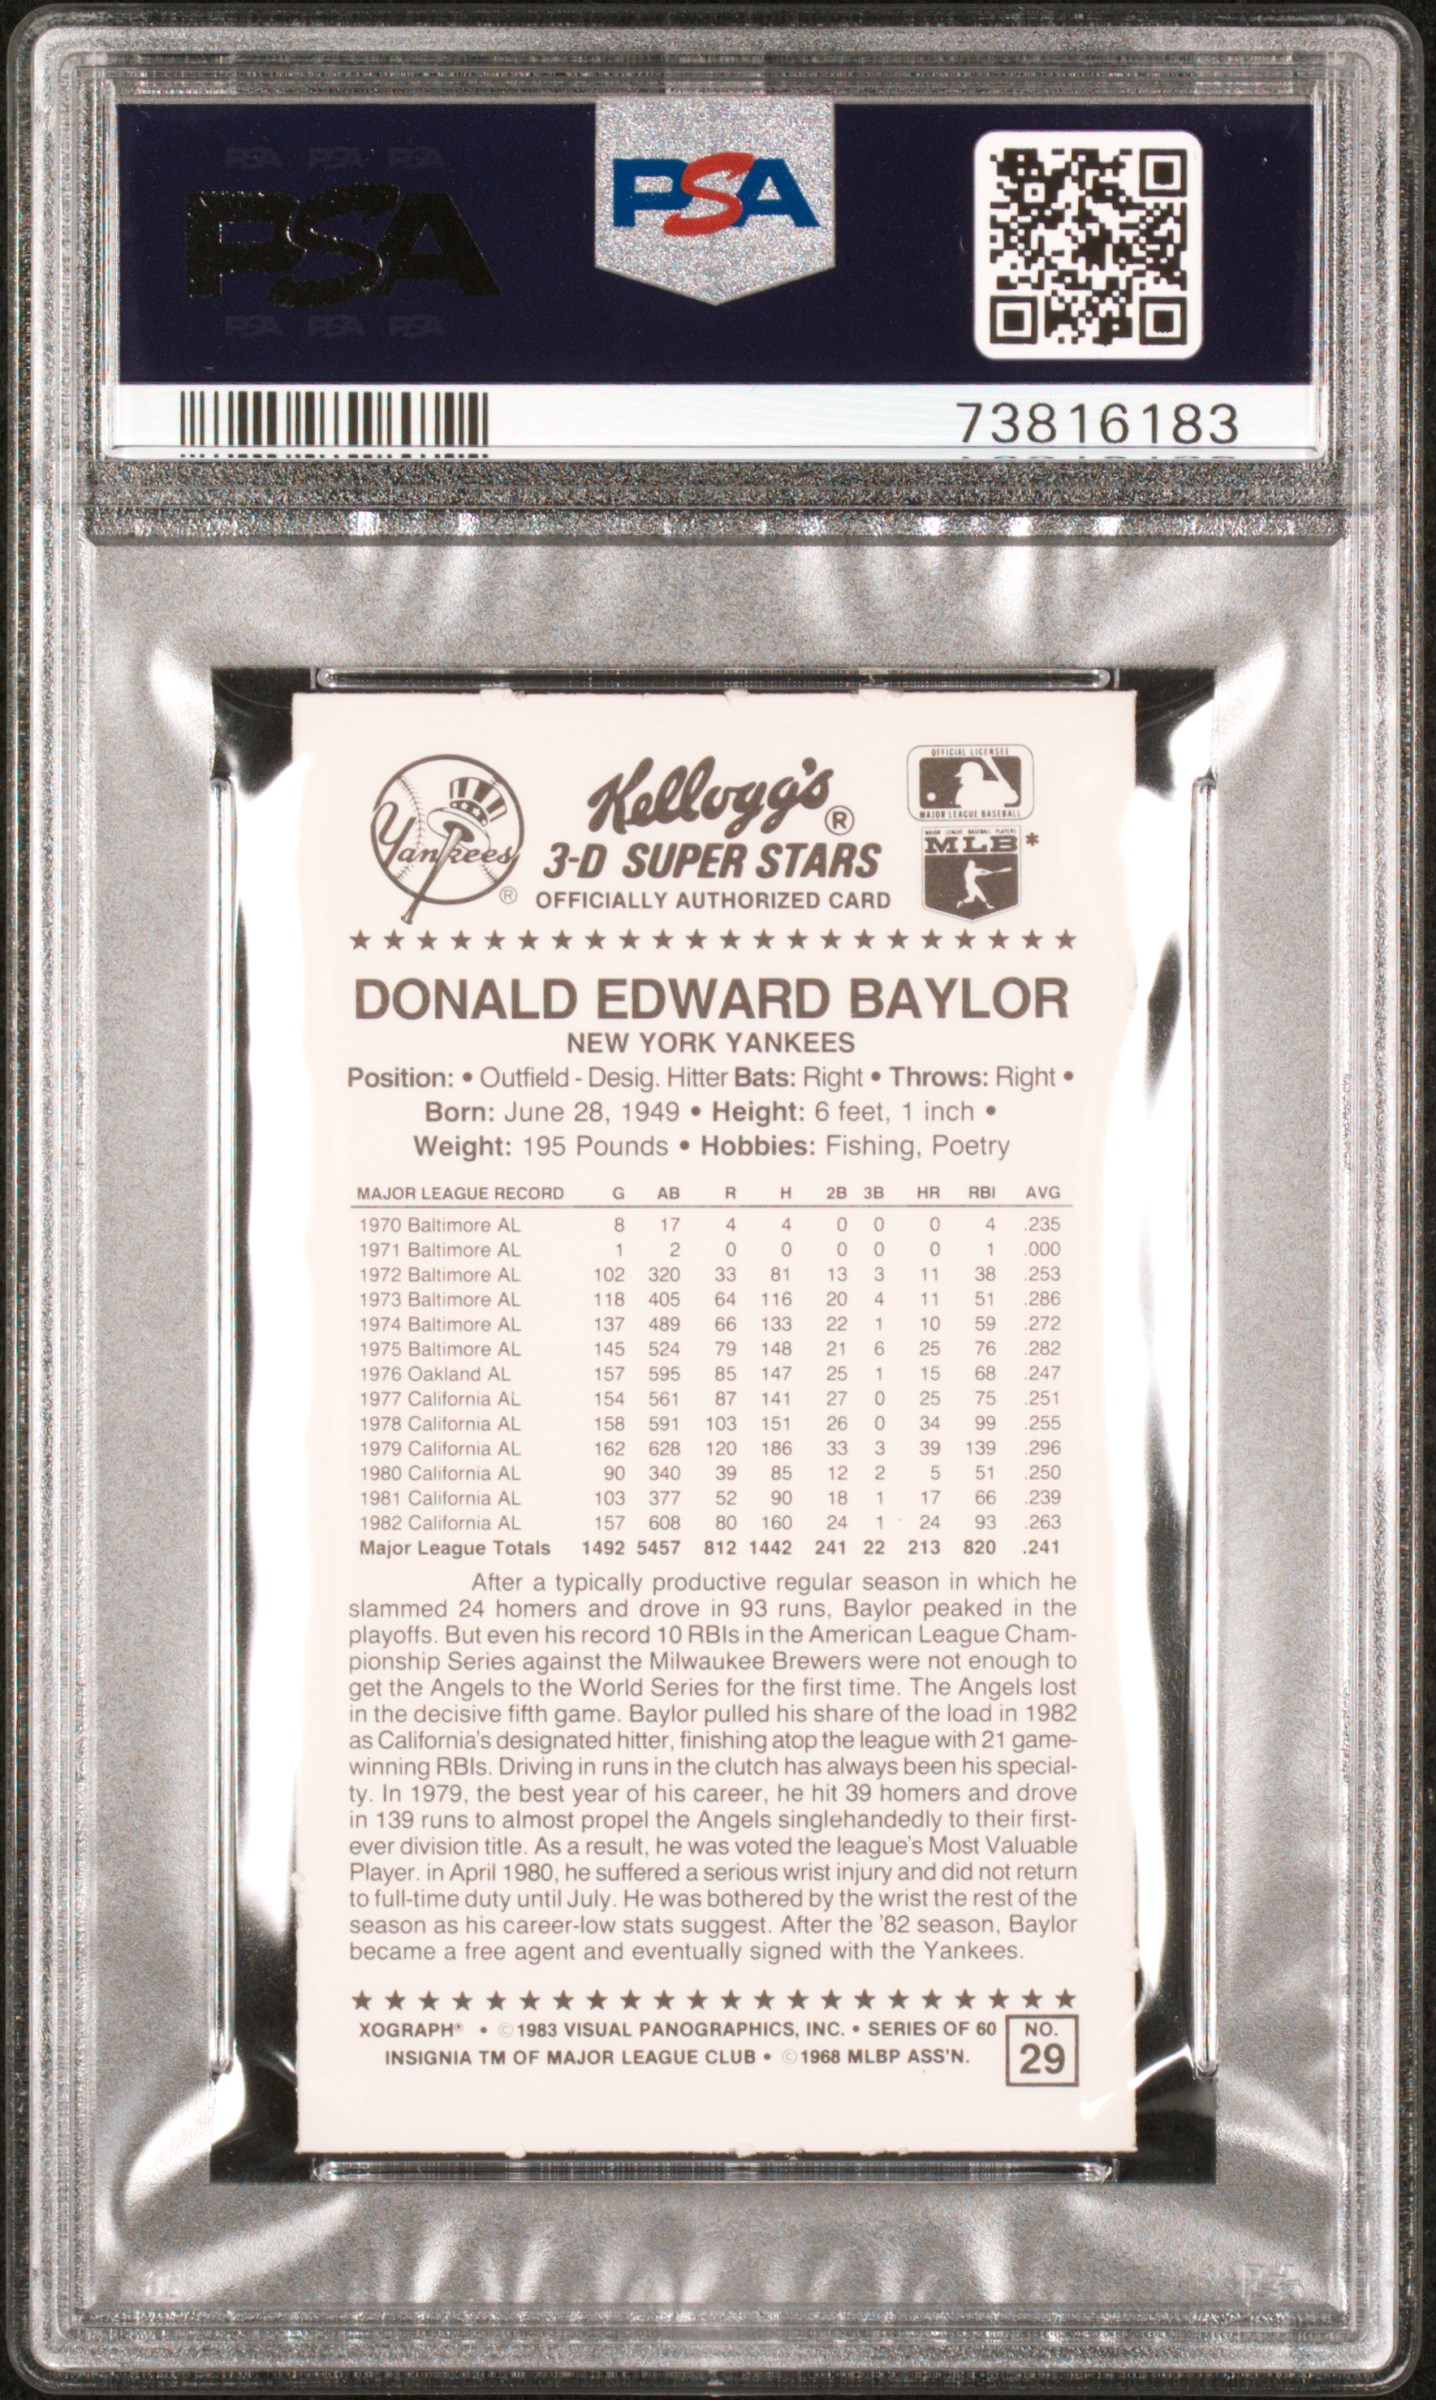 PSA PSA PSA
PSA
PSA PSA PSA
PSA
73816183
Yankees ®
Kellogg's ®
3-D SUPER STARS
OFFICIALLY AUTHORIZED CARD
OFFICIAL LICENSEE
MAJOR LEAGUE BASEBALL
MAJOR LEAGUE BASEBALL PLAYERS
MLB *
★ ★ ★ ★ ★ ★ ★ ★ ★ ★ ★ ★ ★ ★ ★ ★ ★ ★ ★ ★ ★ ★
DONALD EDWARD BAYLOR
NEW YORK YANKEES
Position: • Outfield - Desig. Hitter Bats: Right • Throws: Right •
Born: June 28, 1949 • Height: 6 feet, 1 inch •
Weight: 195 Pounds • Hobbies: Fishing, Poetry
MAJOR LEAGUE RECORD G AB R H 2B 3B HR RBI AVG
1970 Baltimore AL 8 17 4 4 0 0 0 4 .235
1971 Baltimore AL 1 2 0 0 0 0 0 1 .000
1972 Baltimore AL 102 320 33 81 13 3 11 38 .253
1973 Baltimore AL 118 405 64 116 20 4 11 51 .286
1974 Baltimore AL 137 489 66 133 22 1 10 59 .272
1975 Baltimore AL 145 524 79 148 21 6 25 76 .282
1976 Oakland AL 157 595 85 147 25 1 15 68 .247
1977 California AL 154 561 87 141 27 0 25 75 .251
1978 California AL 158 591 103 151 26 0 34 99 .255
1979 California AL 162 628 120 186 33 3 39 139 .296
1980 California AL 90 340 39 85 12 2 5 51 .250
1981 California AL 103 377 52 90 18 1 17 66 .239
1982 California AL 157 608 80 160 24 1 24 93 .263
Major League Totals 1492 5457 812 1442 241 22 213 820 .241
After a typically productive regular season in which he
slammed 24 homers and drove in 93 runs, Baylor peaked in the
playoffs. But even his record 10 RBIs in the American League Cham-
pionship Series against the Milwaukee Brewers were not enough to
get the Angels to the World Series for the first time. The Angels lost
in the decisive fifth game. Baylor pulled his share of the load in 1982
as California's designated hitter, finishing atop the league with 21 game-
winning RBIs. Driving in runs in the clutch has always been his special-
ty. In 1979, the best year of his career, he hit 39 homers and drove
in 139 runs to almost propel the Angels singlehandedly to their first-
ever division title. As a result, he was voted the league's Most Valuable
Player. in April 1980, he suffered a serious wrist injury and did not return
to full-time duty until July. He was bothered by the wrist the rest of the
season as his career-low stats suggest. After the '82 season, Baylor
became a free agent and eventually signed with the Yankees.
★ ★ ★ ★ ★ ★ ★ ★ ★ ★ ★ ★ ★ ★ ★ ★ ★ ★ ★ ★ ★ ★
XOGRAPH® • ©1983 VISUAL PANOGRAPHICS, INC. • SERIES OF 60
INSIGNIA TM OF MAJOR LEAGUE CLUB • ©1968 MLBP ASS'N.
NO.
29